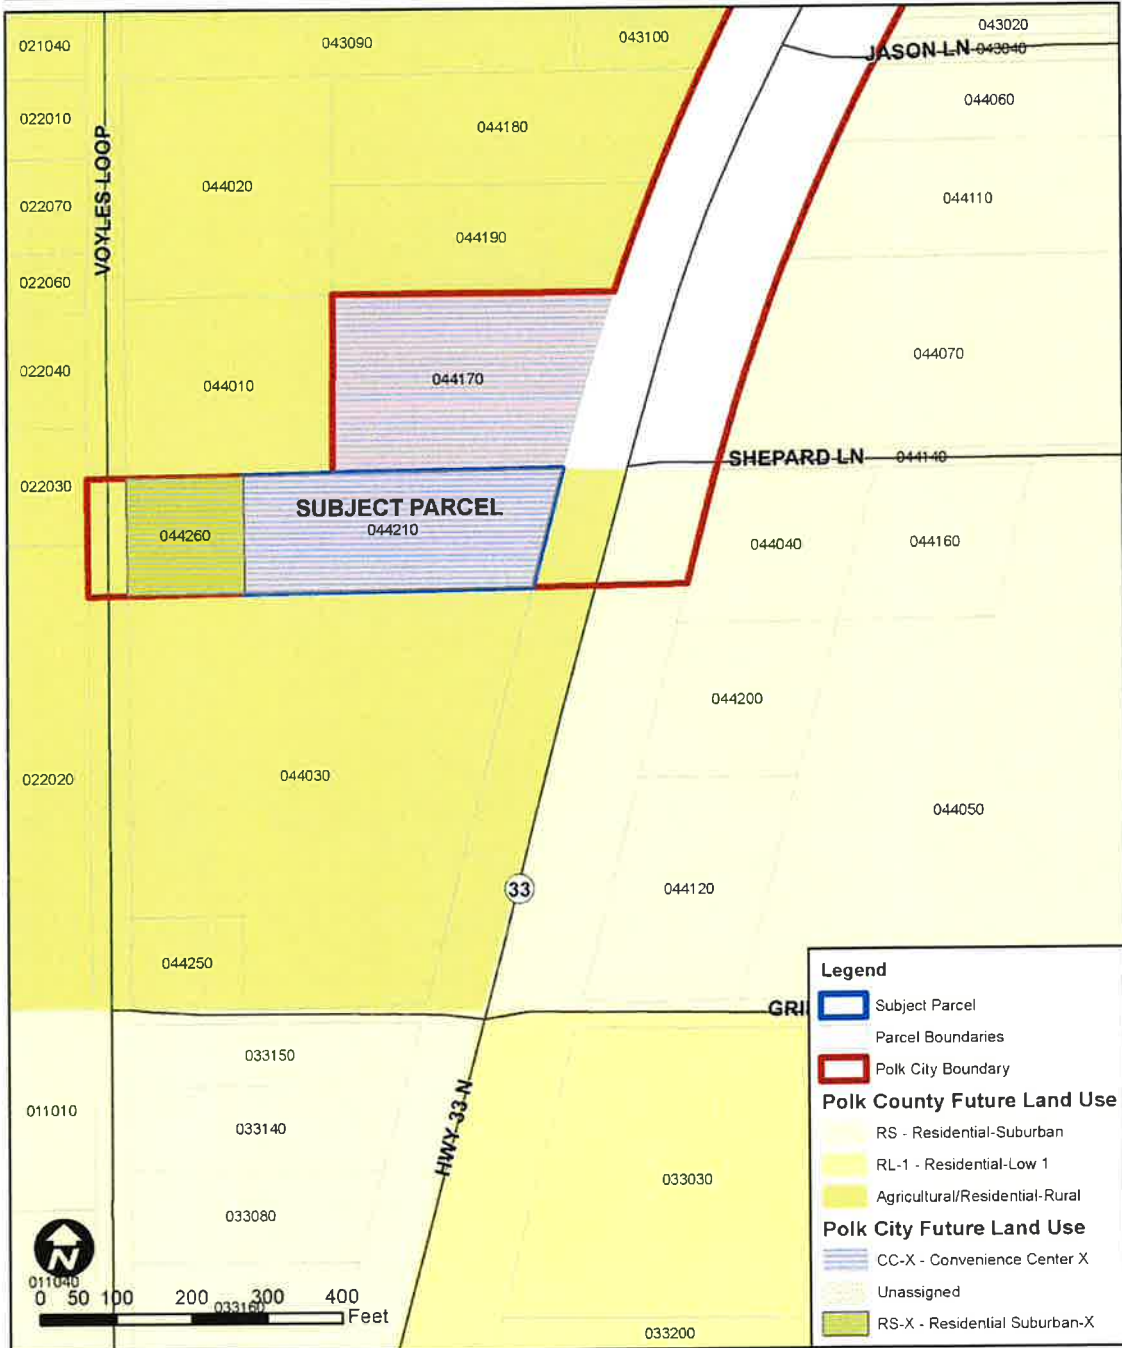 021040
043090
043100
043020
JASON LN 043040
022010
044180
044060
VOYLES LOOP
044020
022070
044110
044190
022060
022040
044010
044170
044070
SHEPARD LN 044140
022030
SUBJECT PARCEL
044260
044210
044040
044160
044200
022020
044030
044050
33
044120
044250
033150
011010
033140
HWY 33 N
033030
033080
033200
011040
0 50 100 200 300 400
033160
Feet
Legend
Subject Parcel
Parcel Boundaries
Polk City Boundary
Polk County Future Land Use
RS - Residential-Suburban
RL-1 - Residential-Low 1
Agricultural/Residential-Rural
Polk City Future Land Use
CC-X - Convenience Center X
Unassigned
RS-X - Residential Suburban-X
N